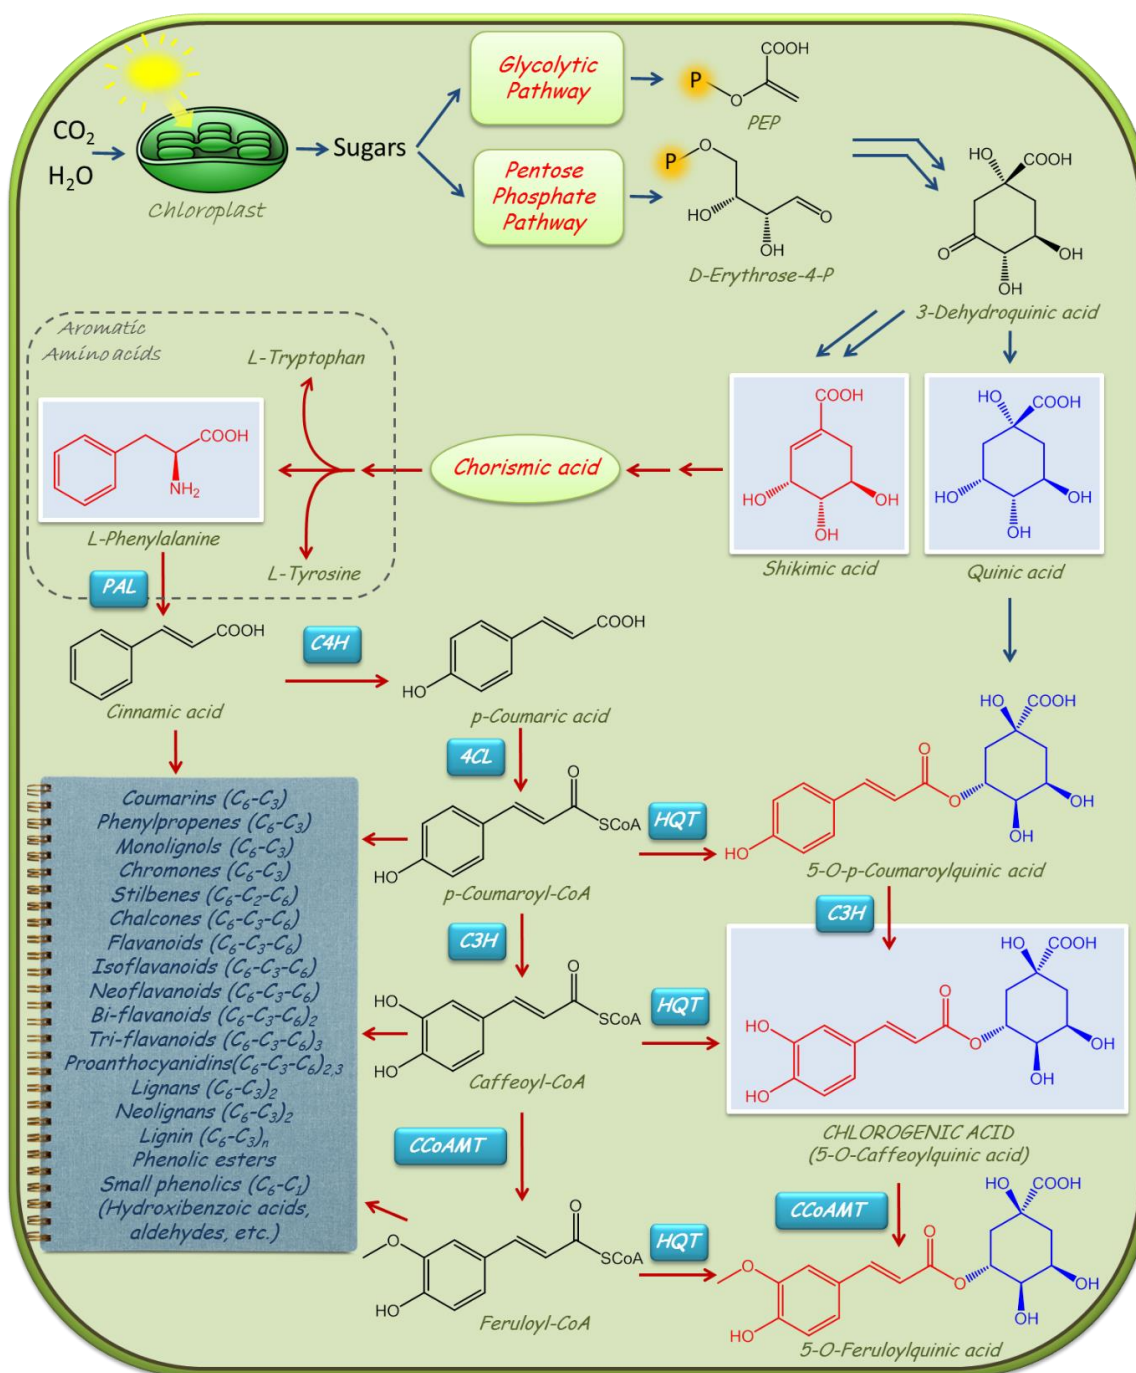 CO₂
H₂O
Chloroplast
Sugars
Glycolytic
Pathway
Pentose
Phosphate
Pathway
P
O
COOH
PEP
P
O
HO
OH
O
D-Erythrose-4-P
HO
COOH
O
OH
OH
3-Dehydroquinic acid
Aromatic
Amino acids
L-Tryptophan
COOH
NH₂
L-Phenylalanine
L-Tyrosine
Chorismic acid
COOH
HO
OH
OH
Shikimic acid
HO
COOH
HO
OH
OH
Quinic acid
PAL
COOH
Cinnamic acid
C4H
COOH
HO
p-Coumaric acid
4CL
O
SCoA
HO
p-Coumaroyl-CoA
HQT
HO
COOH
O
O
OH
OH
HO
5-O-p-Coumaroylquinic acid
Coumarins (C₆-C₃)
Phenylpropenes (C₆-C₃)
Monolignols (C₆-C₃)
Chromones (C₆-C₃)
Stilbenes (C₆-C₂-C₆)
Chalcones (C₆-C₃-C₆)
Flavanoids (C₆-C₃-C₆)
Isoflavanoids (C₆-C₃-C₆)
Neoflavanoids (C₆-C₃-C₆)
Bi-flavanoids (C₆-C₃-C₆)₂
Tri-flavanoids (C₆-C₃-C₆)₃
Proanthocyanidins(C₆-C₃-C₆)₂,₃
Lignans (C₆-C₃)₂
Neolignans (C₆-C₃)₂
Lignin (C₆-C₃)ₙ
Phenolic esters
Small phenolics (C₆-C₁)
(Hydroxibenzoic acids,
aldehydes, etc.)
C3H
C3H
O
SCoA
HO
HO
Caffeoyl-CoA
HQT
HO
COOH
O
O
OH
OH
HO
HO
CHLOROGENIC ACID
(5-O-Caffeoylquinic acid)
CCoAMT
CCoAMT
O
SCoA
O
HO
Feruloyl-CoA
HQT
HO
COOH
O
O
OH
OH
O
HO
5-O-Feruloylquinic acid